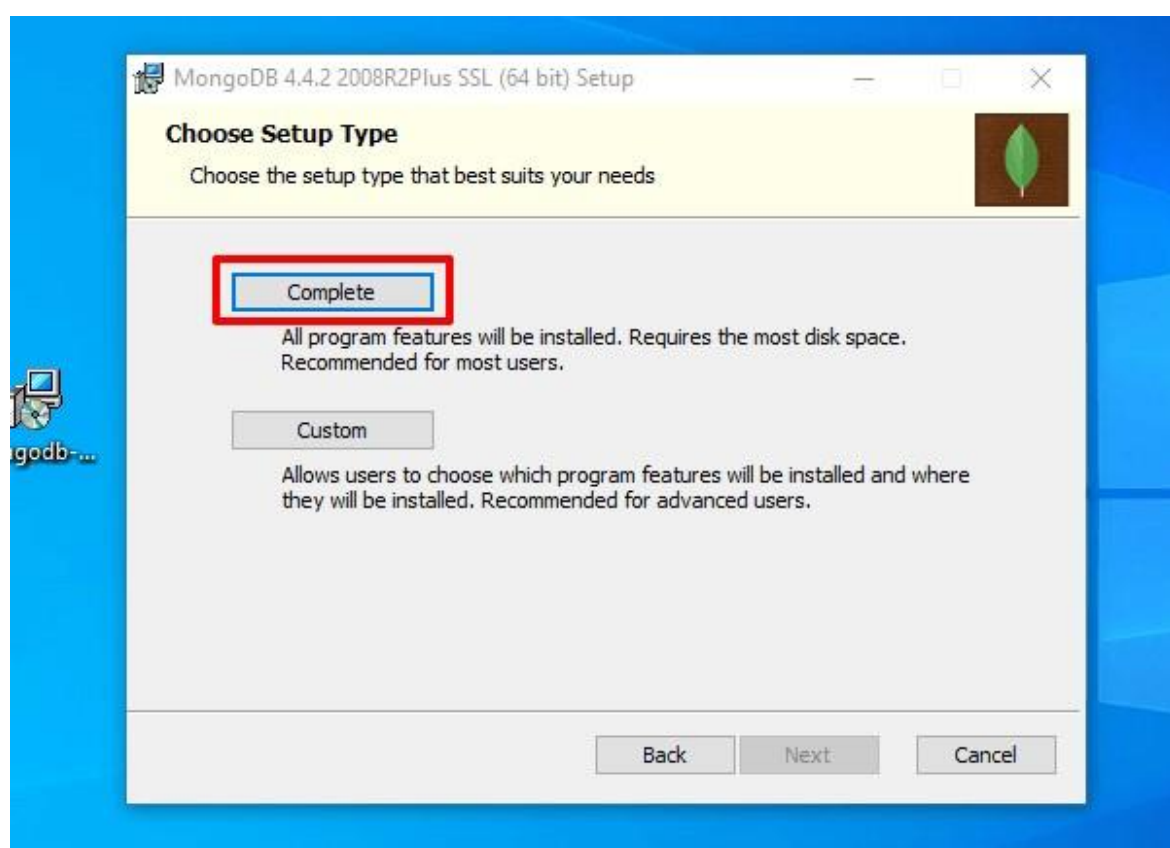 MongoDB 4.4.2 2008R2Plus SSL (64 bit) Setup
Choose Setup Type
Choose the setup type that best suits your needs
Complete
All program features will be installed. Requires the most disk space.
Recommended for most users.
godb-...
Custom
Allows users to choose which program features will be installed and where
they will be installed. Recommended for advanced users.
Back
Next
Cancel